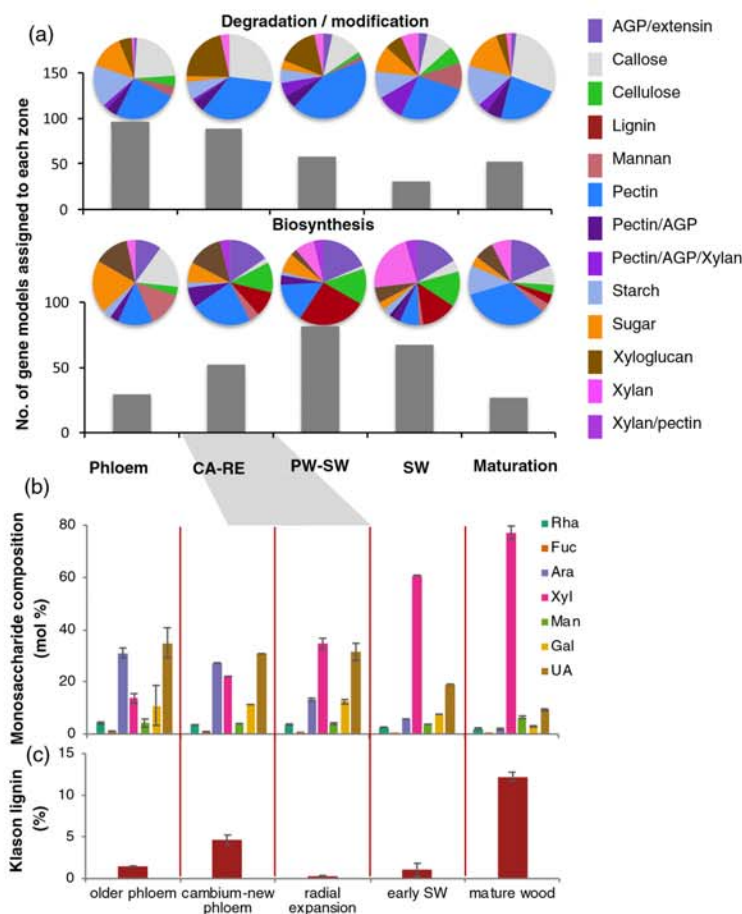 Degradation / modification
(a)
150
100
50
0
No. of gene models assigned to each zone
Biosynthesis
100
50
0
Phloem CA-RE PW-SW SW Maturation
AGP/extensin
Callose
Cellulose
Lignin
Mannan
Pectin
Pectin/AGP
Pectin/AGP/Xylan
Starch
Sugar
Xyloglucan
Xylan
Xylan/pectin
(b)
Monosaccharide composition
(mol %)
80
60
40
20
0
Rha
Fuc
Ara
Xyl
Man
Gal
UA
(c)
Klason lignin
(%)
15
10
5
0
older phloem cambium-new radial early SW mature wood
phloem expansion